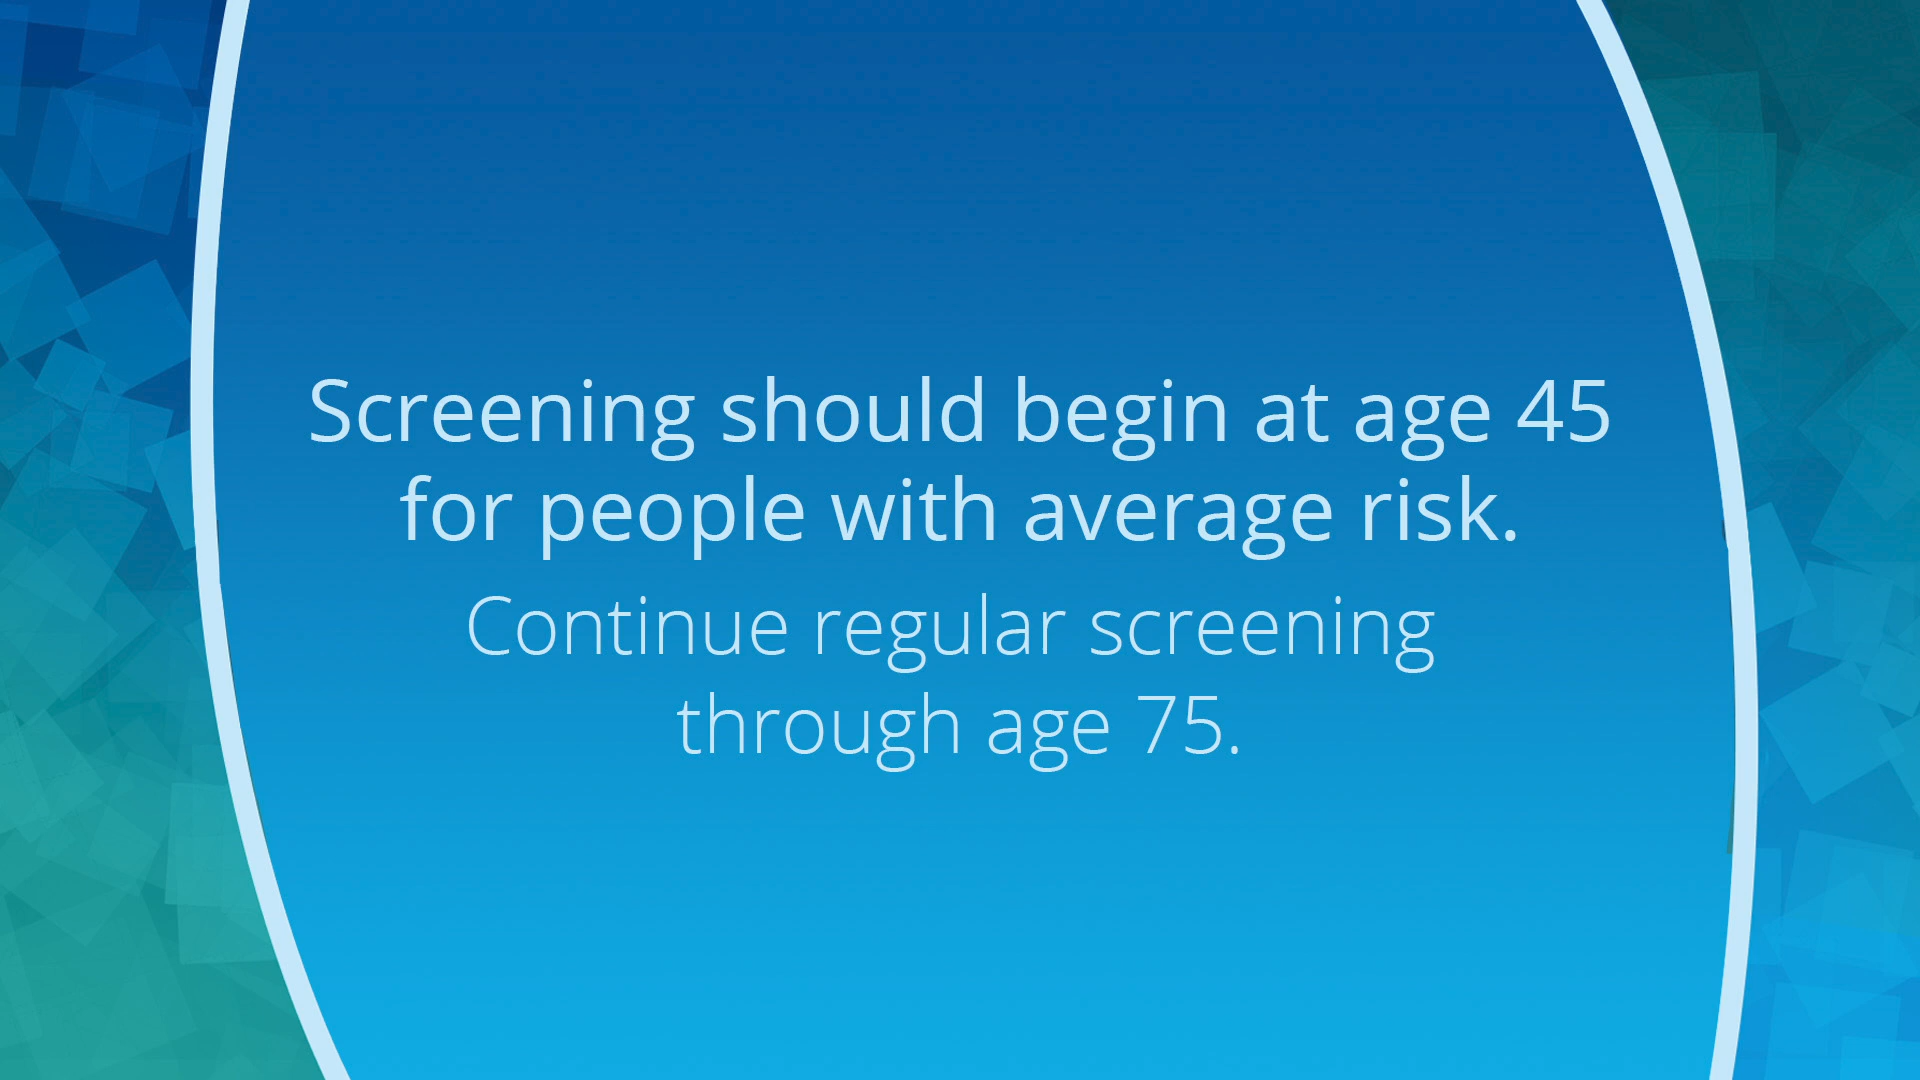 Screening should begin at age 45
for people with average risk.
Continue regular screening
through age 75.